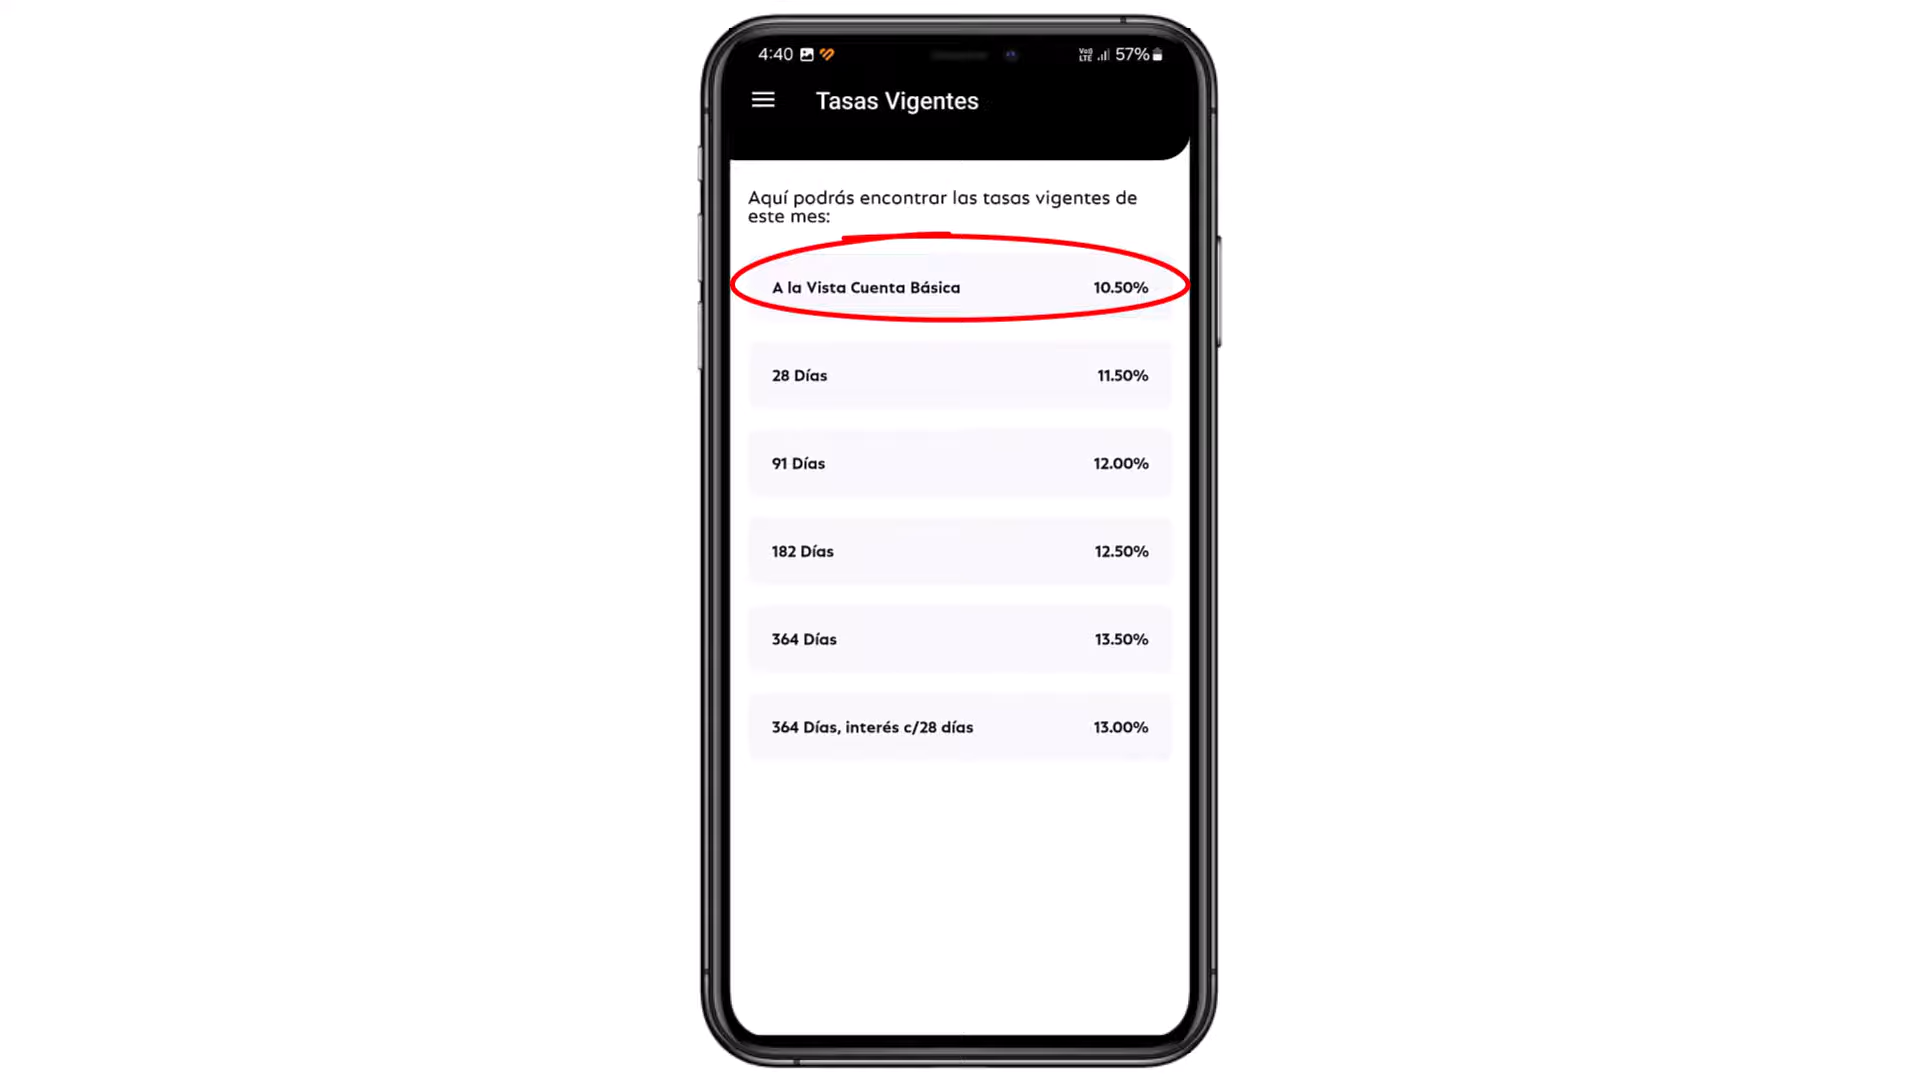 4:40 Vo)) LTE 57%
Tasas Vigentes
Aquí podrás encontrar las tasas vigentes de
este mes:
A la Vista Cuenta Básica 10.50%
28 Días 11.50%
91 Días 12.00%
182 Días 12.50%
364 Días 13.50%
364 Días, interés c/28 días 13.00%